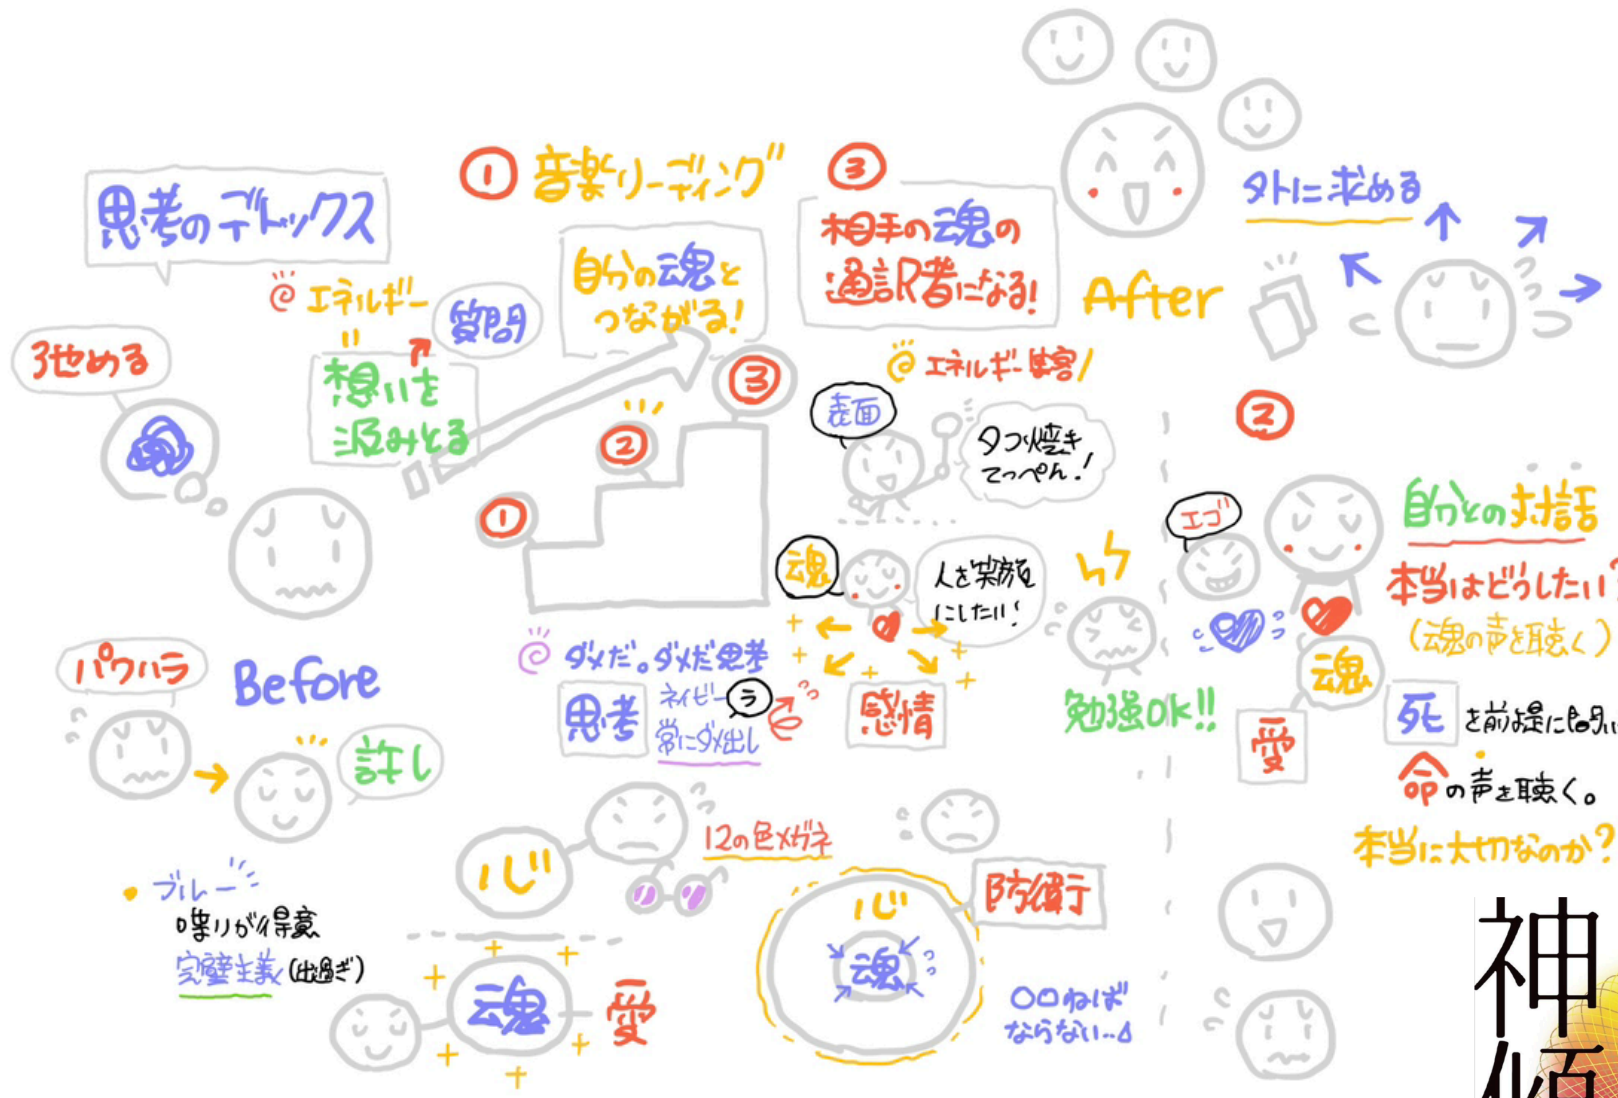 思考のデトックス
① 音楽リーディング
③
自分の魂と
つながる!
相手の魂の
通訳者になる!
After
外に求める
エネルギー
質問
想いを
汲みとる
①
②
③
エネルギー集客
表面
タコ焼き
てっぺん!
魂
人を笑顔
にしたい!
②
エゴ
自分との対話
本当はどうしたい?
(魂の声を聴く)
魂
愛
死を前提に
命の声を聴く。
本当に大切なのか?
勉強OK!!
パワハラ
Before
許し
ダメだ。ダメだ思考
思考
ネイビー
う
常にダメ出し
感情
ブルー
喋りが得意
完璧主義(出過ぎ)
心
12の色メガネ
魂
愛
心
魂
防衛行
○○ねば
ならない..
神